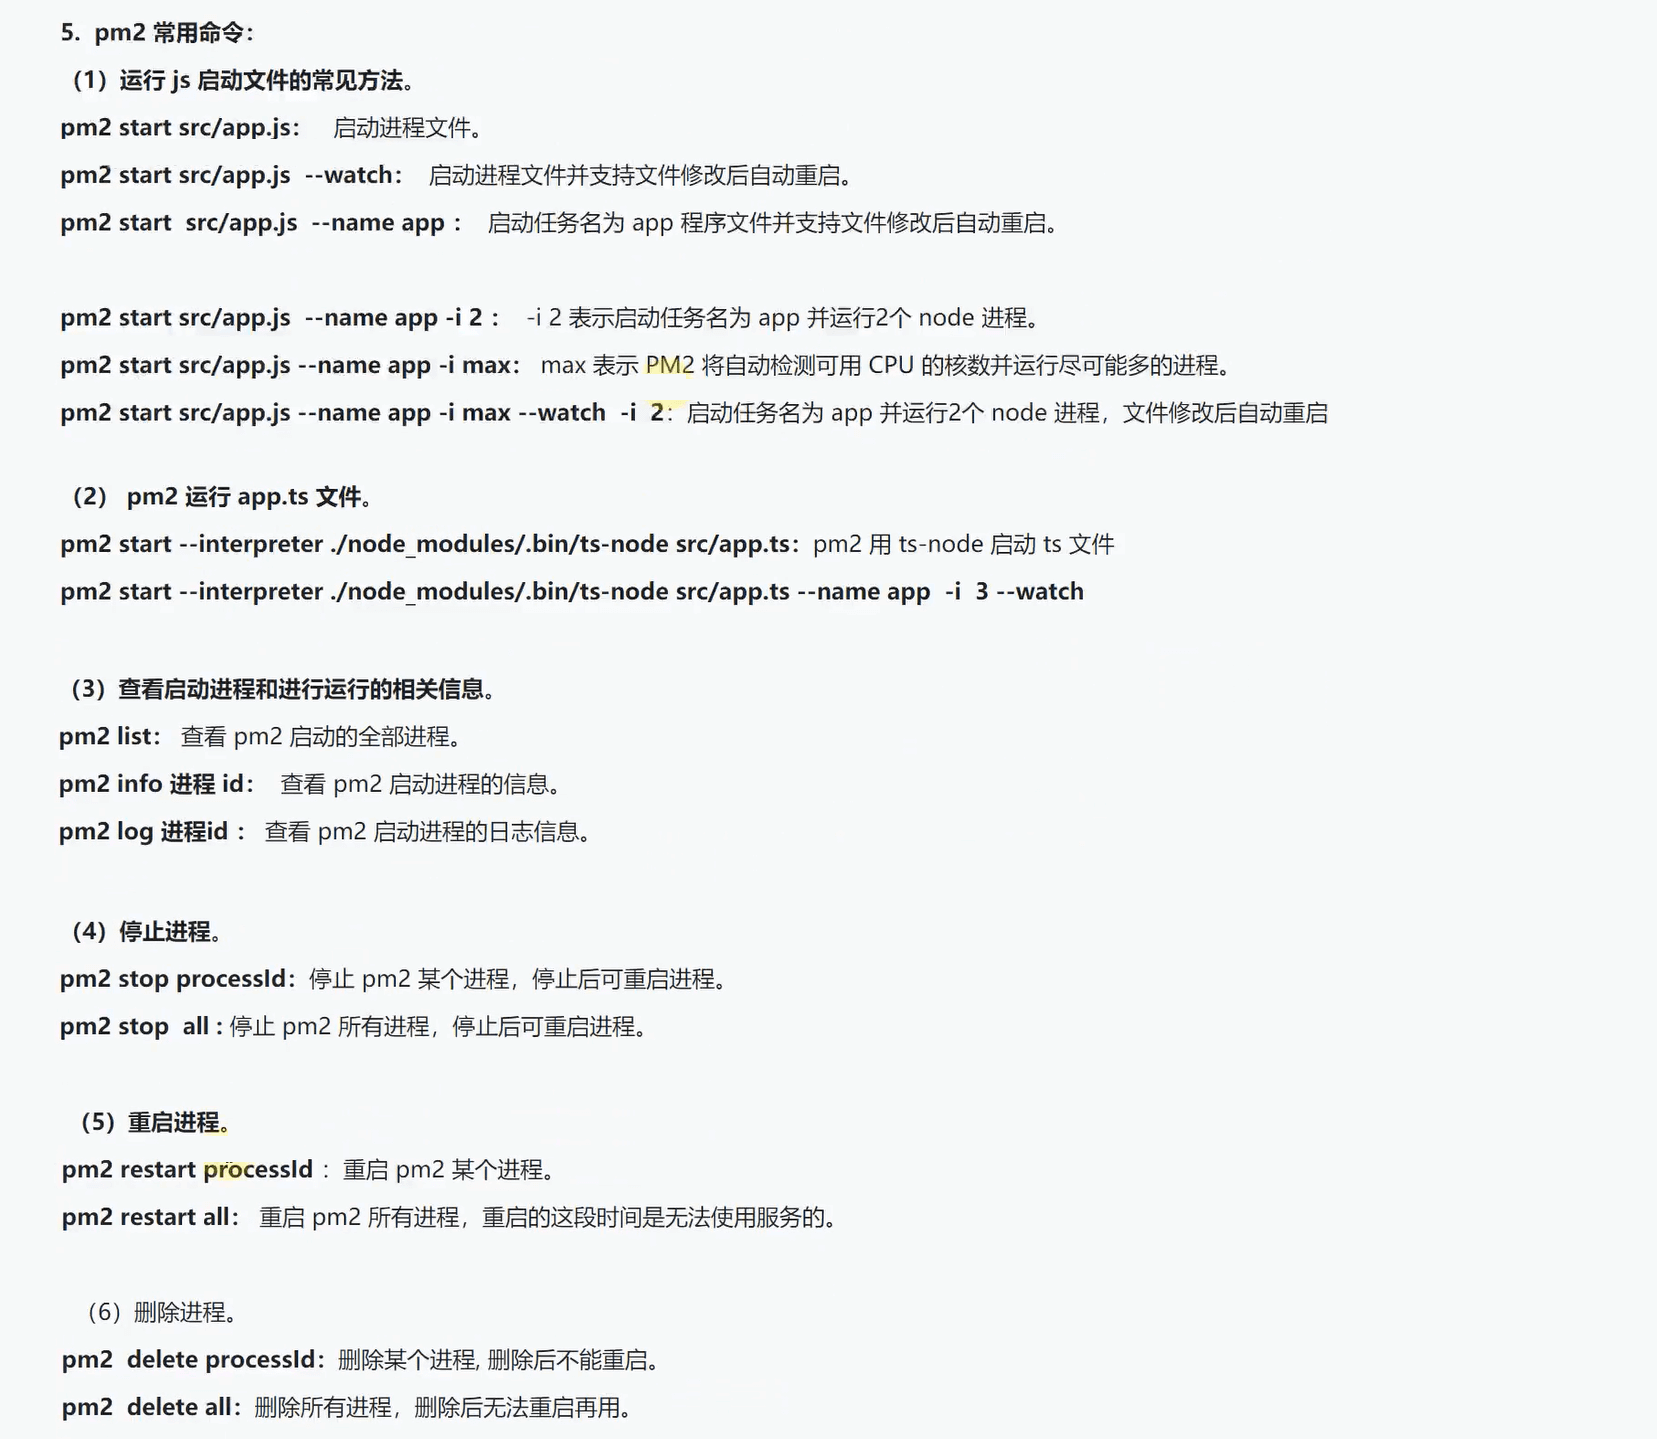 5. pm2 常用命令：
（1）运行 js 启动文件的常见方法。
pm2 start src/app.js： 启动进程文件。
pm2 start src/app.js --watch： 启动进程文件并支持文件修改后自动重启。
pm2 start src/app.js --name app ： 启动任务名为 app 程序文件并支持文件修改后自动重启。
pm2 start src/app.js --name app -i 2 ： -i 2 表示启动任务名为 app 并运行2个 node 进程。
pm2 start src/app.js --name app -i max： max 表示 PM2 将自动检测可用 CPU 的核数并运行尽可能多的进程。
pm2 start src/app.js --name app -i max --watch -i 2：启动任务名为 app 并运行2个 node 进程，文件修改后自动重启
（2） pm2 运行 app.ts 文件。
pm2 start --interpreter ./node_modules/.bin/ts-node src/app.ts：pm2 用 ts-node 启动 ts 文件
pm2 start --interpreter ./node_modules/.bin/ts-node src/app.ts --name app -i 3 --watch
（3）查看启动进程和进行运行的相关信息。
pm2 list： 查看 pm2 启动的全部进程。
pm2 info 进程 id： 查看 pm2 启动进程的信息。
pm2 log 进程id ： 查看 pm2 启动进程的日志信息。
（4）停止进程。
pm2 stop processId：停止 pm2 某个进程，停止后可重启进程。
pm2 stop all : 停止 pm2 所有进程，停止后可重启进程。
（5）重启进程。
pm2 restart processId ：重启 pm2 某个进程。
pm2 restart all： 重启 pm2 所有进程，重启的这段时间是无法使用服务的。
（6）删除进程。
pm2 delete processId：删除某个进程, 删除后不能重启。
pm2 delete all：删除所有进程，删除后无法重启再用。